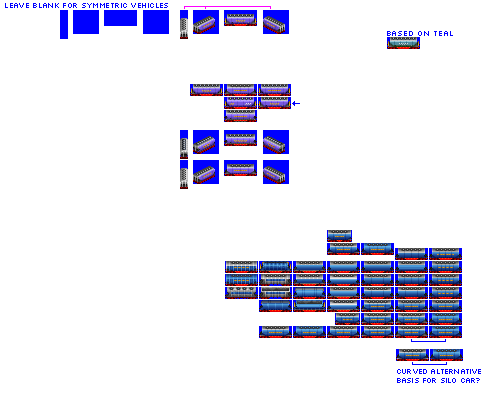 LEAVE BLANK FOR SYMMETRIC VEHICLES
BASED ON TEAL
CURVED ALTERNATIVE
BASIS FOR SILO CAR?